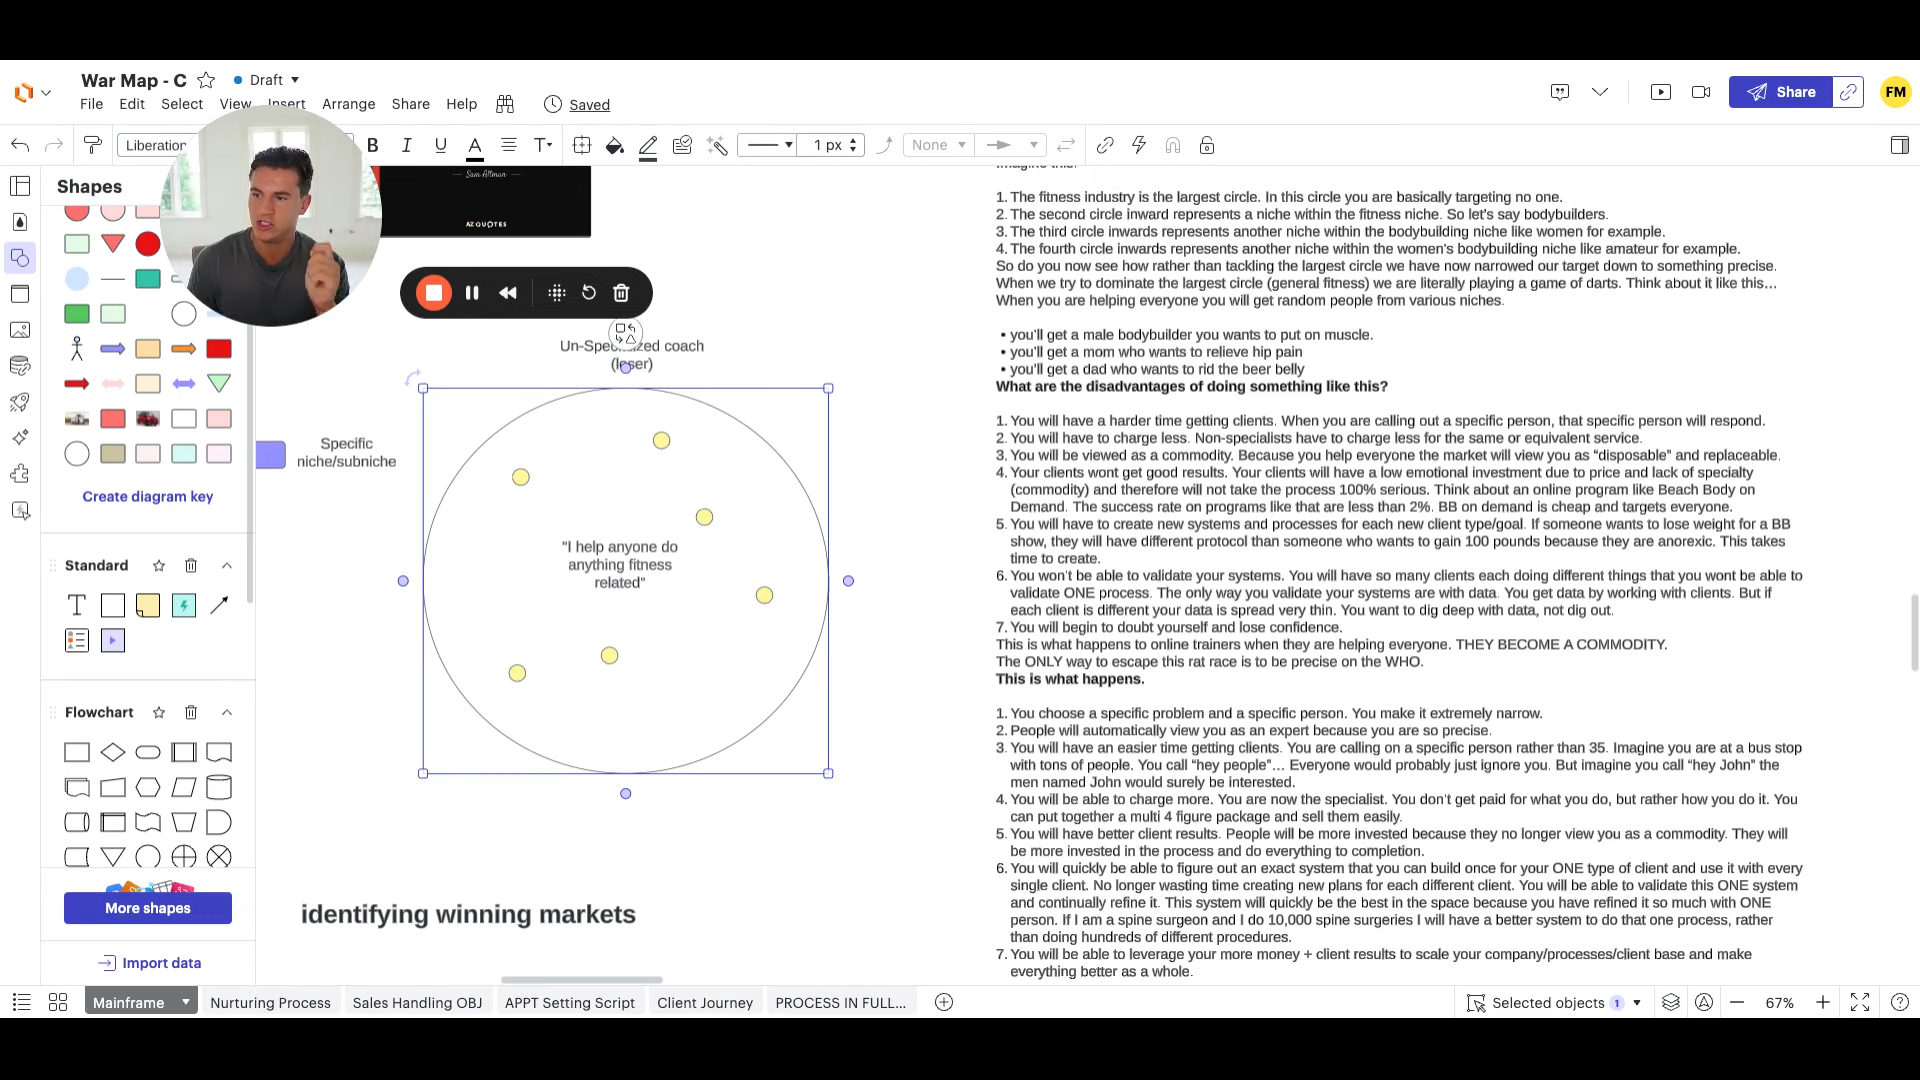 War Map - C
Draft
File
Edit
Select
View
Insert
Arrange
Share
Help
Saved
Share
FM
Liberation
B
I
U
A
T
1 px
None
Shapes
Sam Altman
AZ QUOTES
Un-Specialized coach
(loser)
Specific
niche/subniche
"I help anyone do
anything fitness
related"
identifying winning markets
Create diagram key
Standard
T
Flowchart
More shapes
Import data
imagine this:
1. The fitness industry is the largest circle. In this circle you are basically targeting no one.
2. The second circle inward represents a niche within the fitness niche. So let's say bodybuilders.
3. The third circle inwards represents another niche within the bodybuilding niche like women for example.
4. The fourth circle inwards represents another niche within the women's bodybuilding niche like amateur for example.
So do you now see how rather than tackling the largest circle we have now narrowed our target down to something precise.
When we try to dominate the largest circle (general fitness) we are literally playing a game of darts. Think about it like this…
When you are helping everyone you will get random people from various niches.
• you'll get a male bodybuilder you wants to put on muscle.
• you'll get a mom who wants to relieve hip pain
• you'll get a dad who wants to rid the beer belly
What are the disadvantages of doing something like this?
1. You will have a harder time getting clients. When you are calling out a specific person, that specific person will respond.
2. You will have to charge less. Non-specialists have to charge less for the same or equivalent service.
3. You will be viewed as a commodity. Because you help everyone the market will view you as “disposable” and replaceable.
4. Your clients wont get good results. Your clients will have a low emotional investment due to price and lack of specialty
(commodity) and therefore will not take the process 100% serious. Think about an online program like Beach Body on
Demand. The success rate on programs like that are less than 2%. BB on demand is cheap and targets everyone.
5. You will have to create new systems and processes for each new client type/goal. If someone wants to lose weight for a BB
show, they will have different protocol than someone who wants to gain 100 pounds because they are anorexic. This takes
time to create.
6. You won't be able to validate your systems. You will have so many clients each doing different things that you wont be able to
validate ONE process. The only way you validate your systems are with data. You get data by working with clients. But if
each client is different your data is spread very thin. You want to dig deep with data, not dig out.
7. You will begin to doubt yourself and lose confidence.
This is what happens to online trainers when they are helping everyone. THEY BECOME A COMMODITY.
The ONLY way to escape this rat race is to be precise on the WHO.
This is what happens.
1. You choose a specific problem and a specific person. You make it extremely narrow.
2. People will automatically view you as an expert because you are so precise.
3. You will have an easier time getting clients. You are calling on a specific person rather than 35. Imagine you are at a bus stop
with tons of people. You call “hey people”… Everyone would probably just ignore you. But imagine you call “hey John” the
men named John would surely be interested.
4. You will be able to charge more. You are now the specialist. You don't get paid for what you do, but rather how you do it. You
can put together a multi 4 figure package and sell them easily.
5. You will have better client results. People will be more invested because they no longer view you as a commodity. They will
be more invested in the process and do everything to completion.
6. You will quickly be able to figure out an exact system that you can build once for your ONE type of client and use it with every
single client. No longer wasting time creating new plans for each different client. You will be able to validate this ONE system
and continually refine it. This system will quickly be the best in the space because you have refined it so much with ONE
person. If I am a spine surgeon and I do 10,000 spine surgeries I will have a better system to do that one process, rather
than doing hundreds of different procedures.
7. You will be able to leverage your more money + client results to scale your company/processes/client base and make
everything better as a whole.
Mainframe
Nurturing Process
Sales Handling OBJ
APPT Setting Script
Client Journey
PROCESS IN FULL...
Selected objects
1
67%